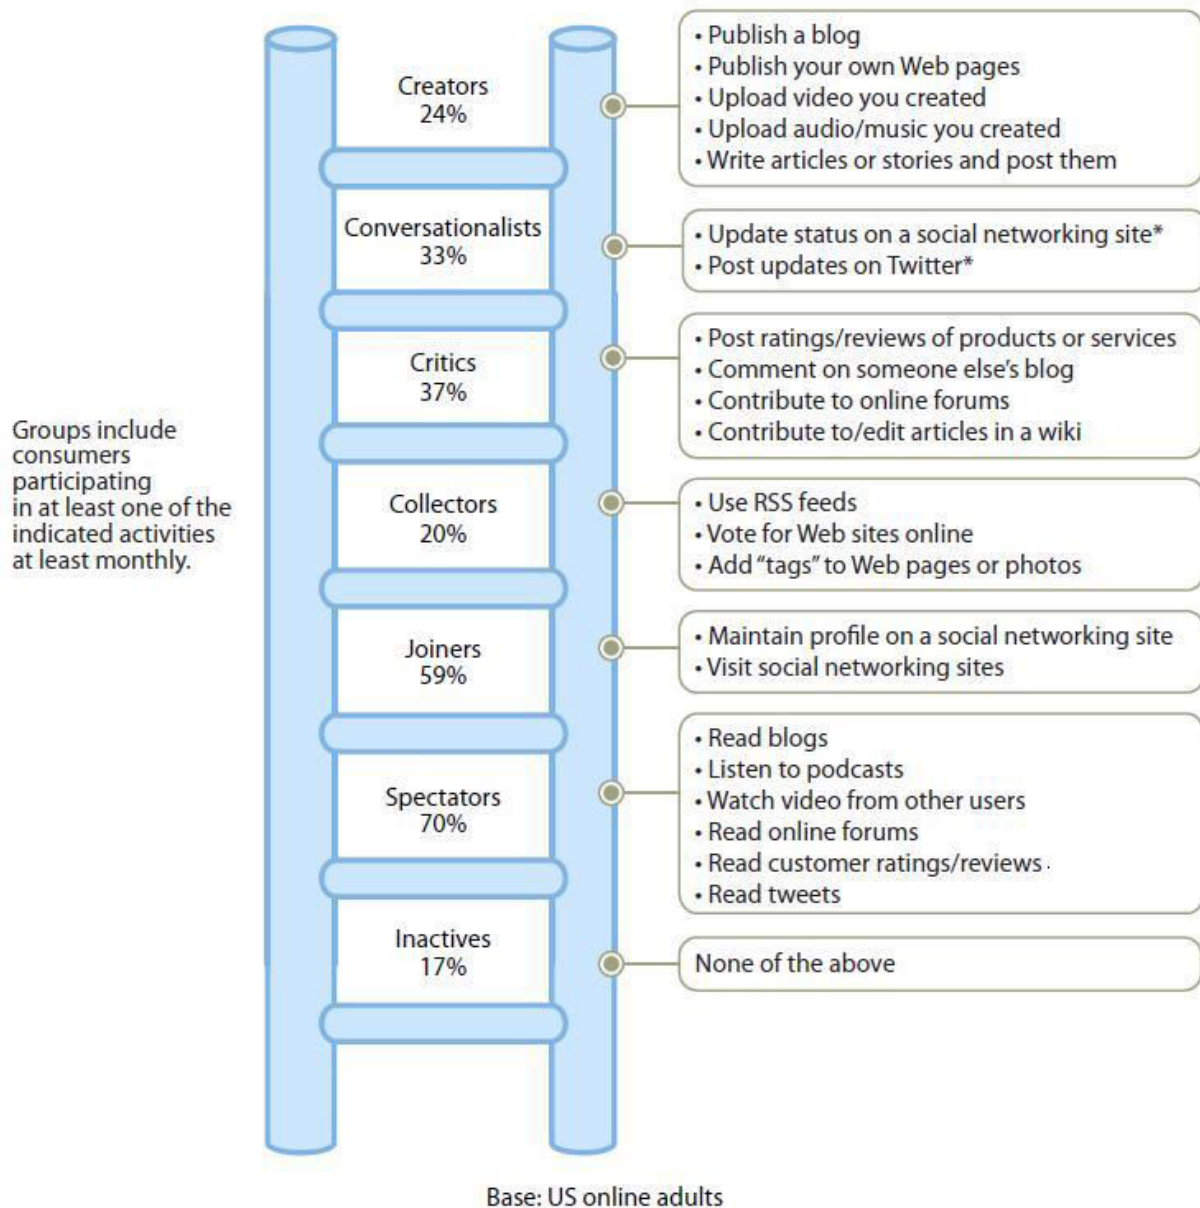 Creators
24%
• Publish a blog
• Publish your own Web pages
• Upload video you created
• Upload audio/music you created
• Write articles or stories and post them
Conversationalists
33%
• Update status on a social networking site*
• Post updates on Twitter*
Critics
37%
• Post ratings/reviews of products or services
• Comment on someone else's blog
• Contribute to online forums
• Contribute to/edit articles in a wiki
Groups include
consumers
participating
in at least one of the
indicated activities
at least monthly.
Collectors
20%
• Use RSS feeds
• Vote for Web sites online
• Add “tags” to Web pages or photos
Joiners
59%
• Maintain profile on a social networking site
• Visit social networking sites
Spectators
70%
• Read blogs
• Listen to podcasts
• Watch video from other users
• Read online forums
• Read customer ratings/reviews .
• Read tweets
Inactives
17%
None of the above
Base: US online adults